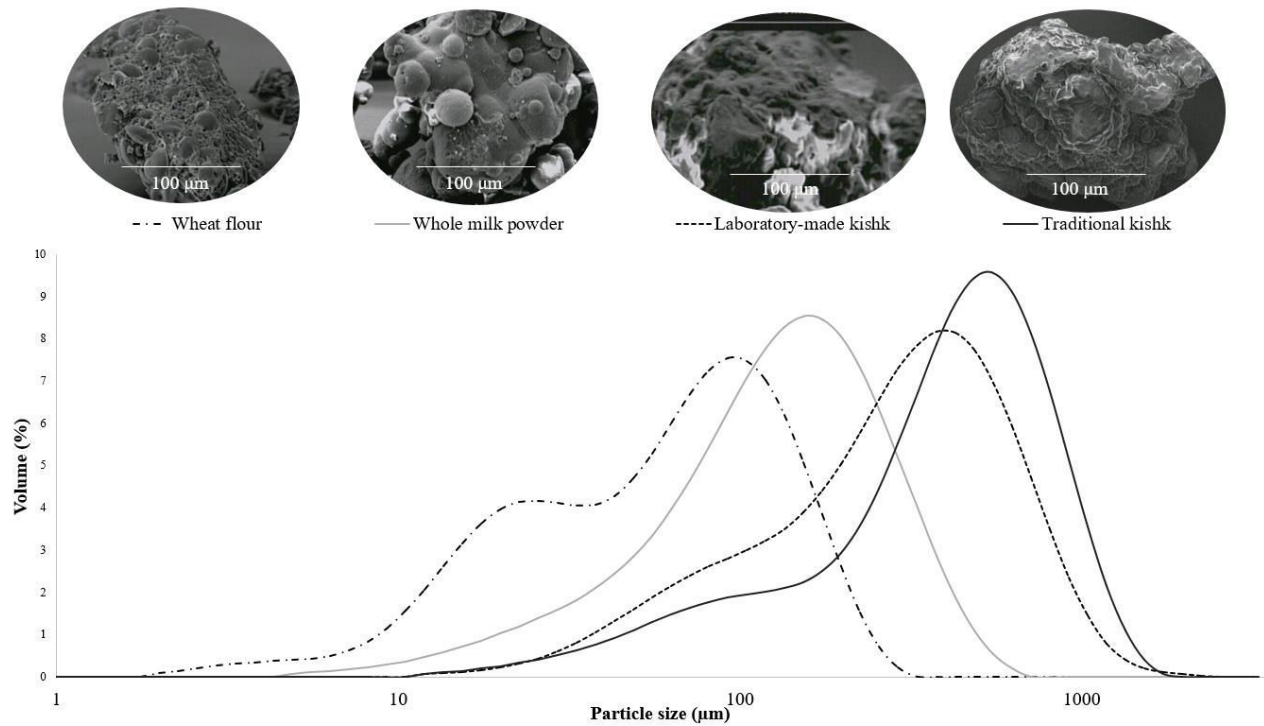 100 μm 100 μm 100 μm 100 μm
Wheat flour Whole milk powder Laboratory-made kishk Traditional kishk
10
9
8
7
6
5
4
3
2
1
0
Volume (%)
1 10 100 1000
Particle size (μm)